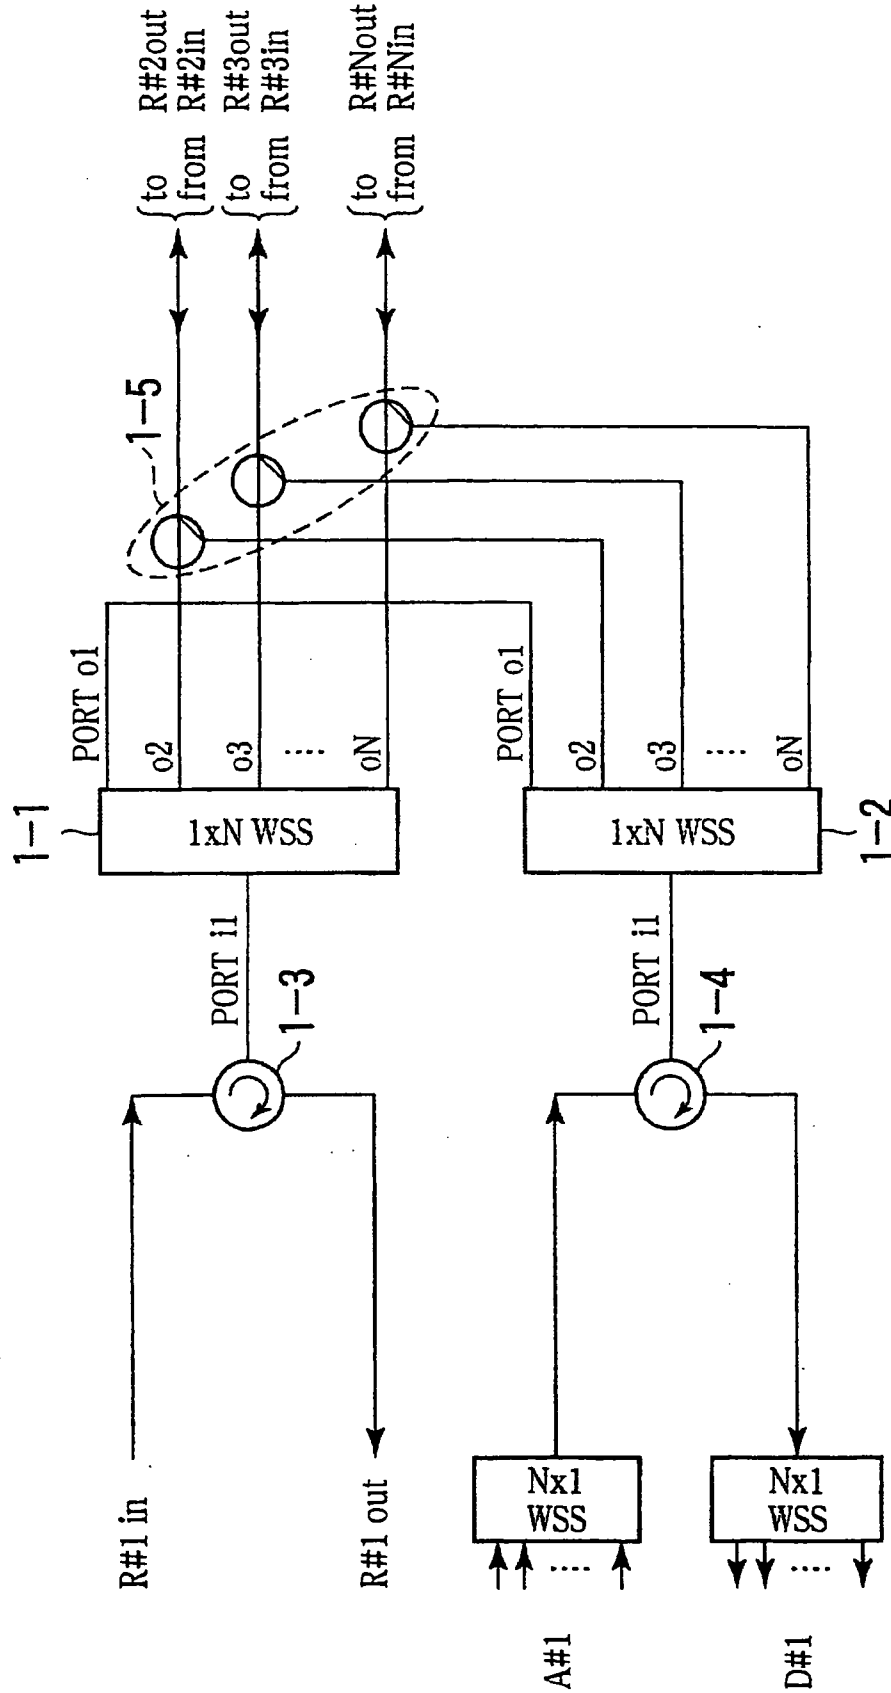 to R#2out
from R#2in
to R#3out
from R#3in
to R#Nout
from R#Nin
1-5
PORT o1
o2
o3
....
oN
PORT o1
o2
o3
....
oN
1-1
1xN WSS
1xN WSS
1-2
PORT i1
PORT i1
1-3
1-4
R#1 in
R#1 out
Nx1
WSS
Nx1
WSS
....
....
A#1
D#1